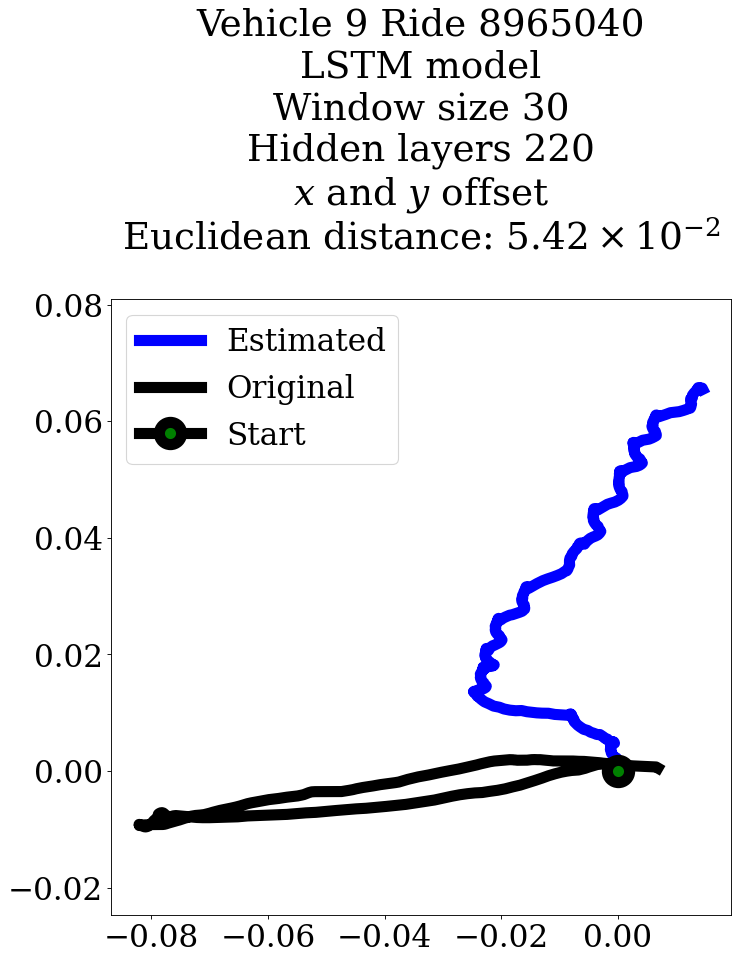 Vehicle 9 Ride 8965040
LSTM model
Window size 30
Hidden layers 220
x and y offset
Euclidean distance: 5.42 × 10⁻²
0.08
Estimated
Original
Start
0.06
0.04
0.02
0.00
−0.02
−0.08 −0.06 −0.04 −0.02 0.00